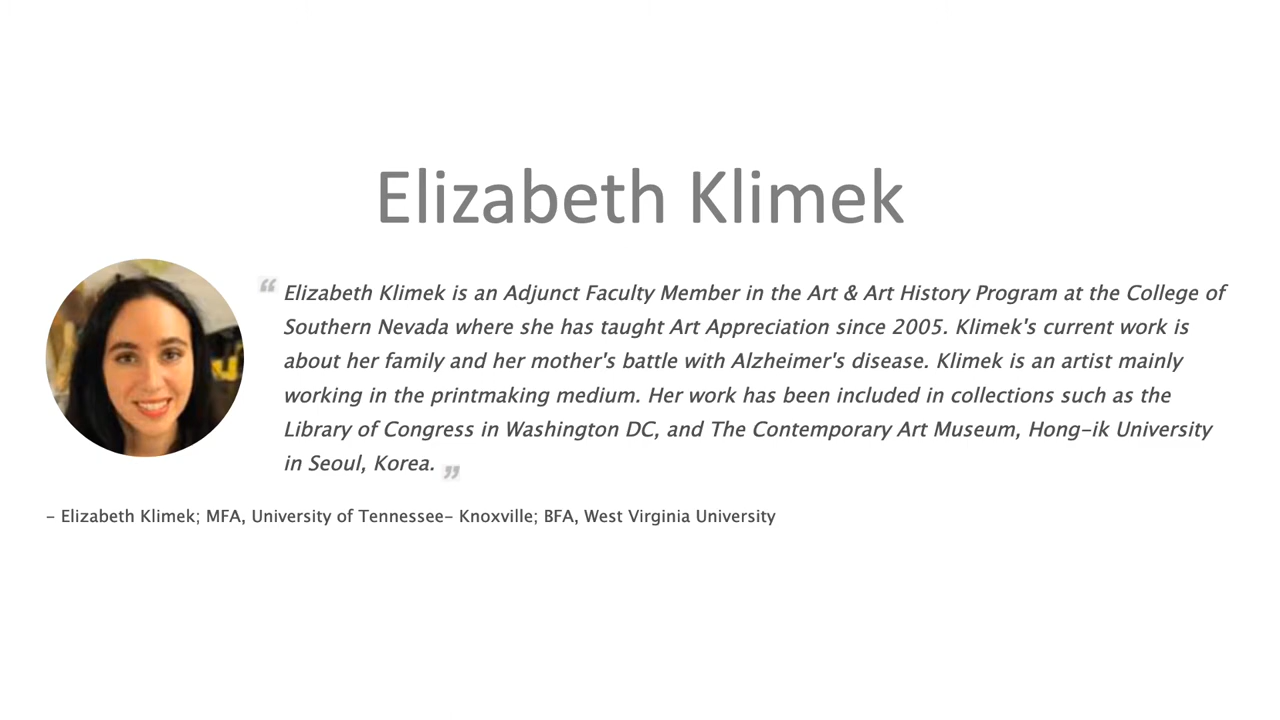 Elizabeth Klimek
“ Elizabeth Klimek is an Adjunct Faculty Member in the Art & Art History Program at the College of
Southern Nevada where she has taught Art Appreciation since 2005. Klimek's current work is
about her family and her mother's battle with Alzheimer's disease. Klimek is an artist mainly
working in the printmaking medium. Her work has been included in collections such as the
Library of Congress in Washington DC, and The Contemporary Art Museum, Hong-ik University
in Seoul, Korea. ”
– Elizabeth Klimek; MFA, University of Tennessee– Knoxville; BFA, West Virginia University